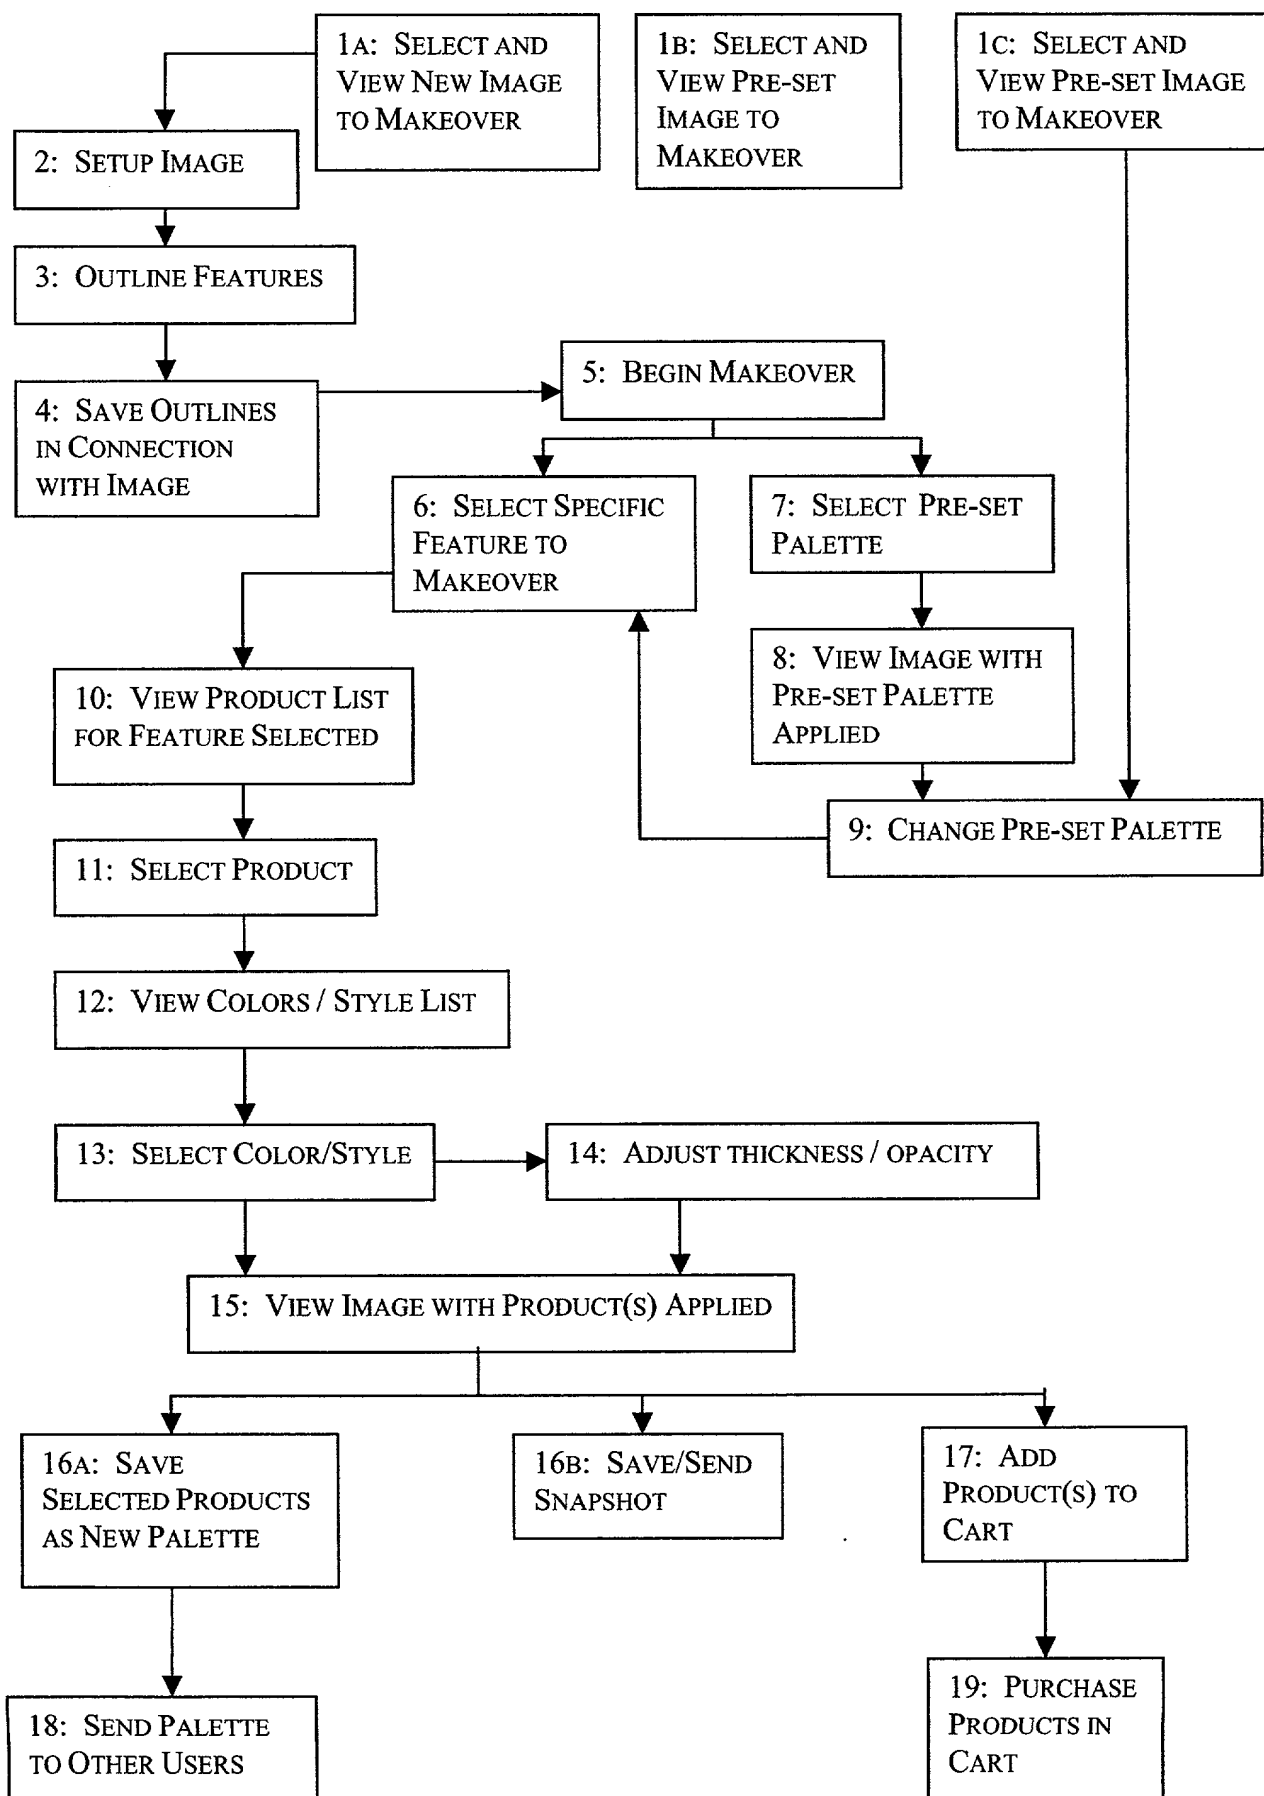 1A: SELECT AND
VIEW NEW IMAGE
TO MAKEOVER
1B: SELECT AND
VIEW PRE-SET
IMAGE TO
MAKEOVER
1C: SELECT AND
VIEW PRE-SET IMAGE
TO MAKEOVER
2: SETUP IMAGE
3: OUTLINE FEATURES
4: SAVE OUTLINES
IN CONNECTION
WITH IMAGE
5: BEGIN MAKEOVER
6: SELECT SPECIFIC
FEATURE TO
MAKEOVER
7: SELECT PRE-SET
PALETTE
8: VIEW IMAGE WITH
PRE-SET PALETTE
APPLIED
9: CHANGE PRE-SET PALETTE
10: VIEW PRODUCT LIST
FOR FEATURE SELECTED
11: SELECT PRODUCT
12: VIEW COLORS / STYLE LIST
13: SELECT COLOR/STYLE
14: ADJUST THICKNESS / OPACITY
15: VIEW IMAGE WITH PRODUCT(S) APPLIED
16A: SAVE
SELECTED PRODUCTS
AS NEW PALETTE
16B: SAVE/SEND
SNAPSHOT
17: ADD
PRODUCT(S) TO
CART
18: SEND PALETTE
TO OTHER USERS
19: PURCHASE
PRODUCTS IN
CART